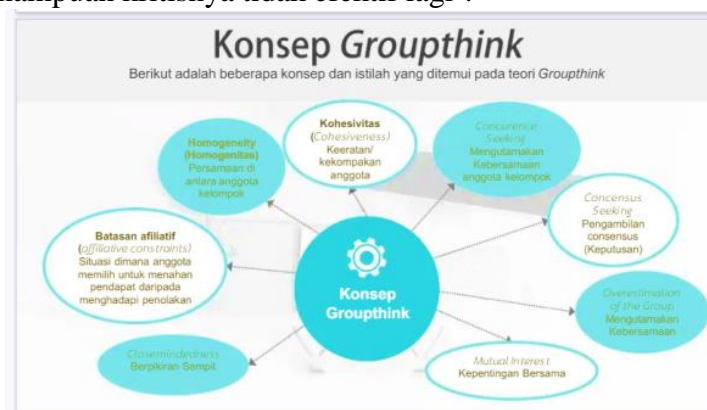 kritisnya tidak efektif lagi".
Konsep Groupthink
Berikut adalah beberapa konsep dan istilah yang ditemui pada teori Groupthink
Kohesivitas
(Cohesiveness)
Keeratan/
kekompakan
anggota
Homogeneity
(Homogenitas)
Persamaan di
antara anggota
kelompok
Concurence
Seeking
Mengutamakan
Kebersamaan
anggota kelompok
Concensus
Seeking
Pengambilan
consensus
(Keputusan)
Batasan afiliatif
(affiliative constraints)
Situasi dimana anggota
memilih untuk menahan
pendapat daripada
menghadapi penolakan
Konsep
Groupthink
Overestimation
of the Group
Mengutamakan
Kebersamaan
Closemindedness
Berpikiran Sempit
Mutual Interest
Kepentingan Bersama